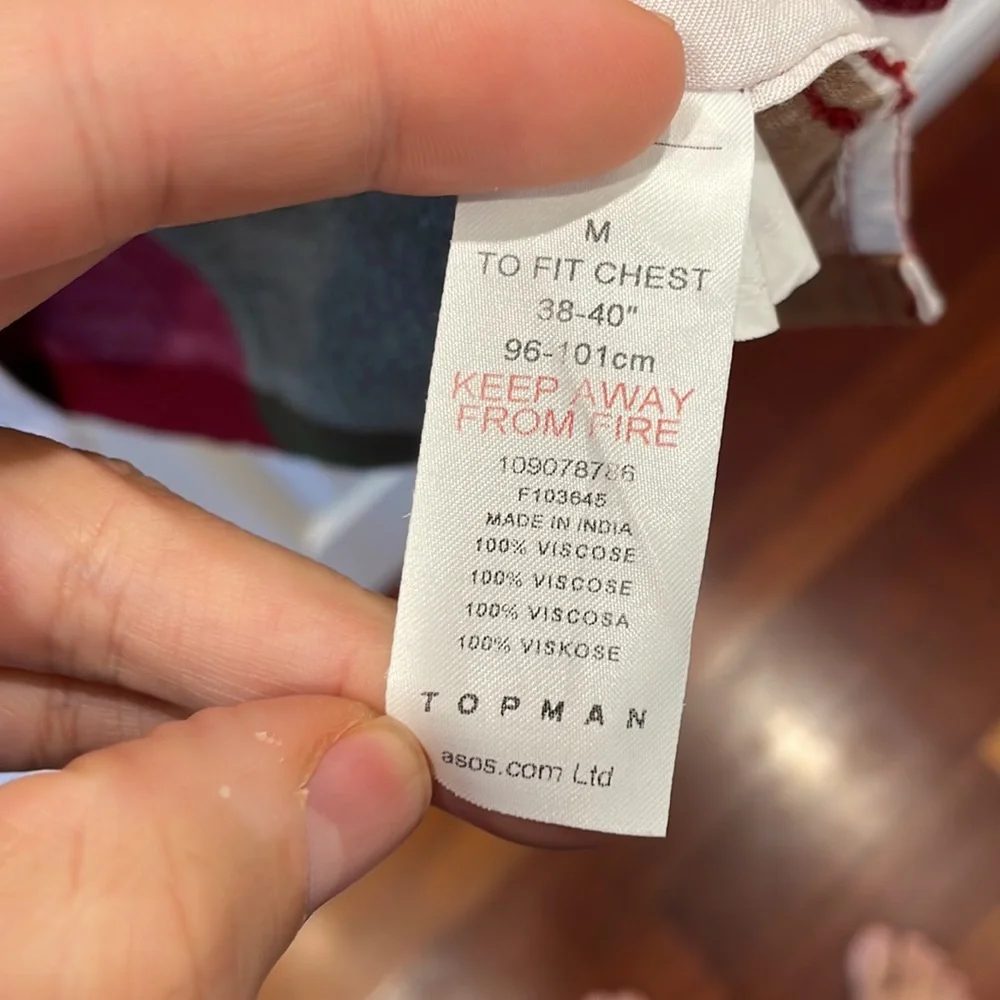 M
TO FIT CHEST
38-40"
96-101cm
KEEP AWAY
FROM FIRE
109078786
F103645
MADE IN INDIA
100% VISCOSE
100% VISCOSE
100% VISCOSA
100% VISKOSE
TOPMAN
asos.com Ltd